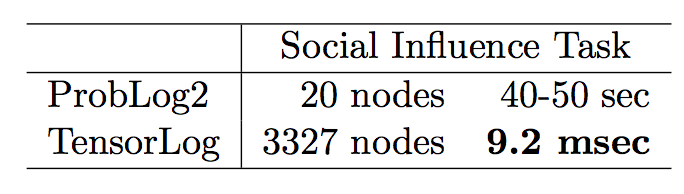 Social Influence Task
ProbLog2 20 nodes 40-50 sec
TensorLog 3327 nodes 9.2 msec